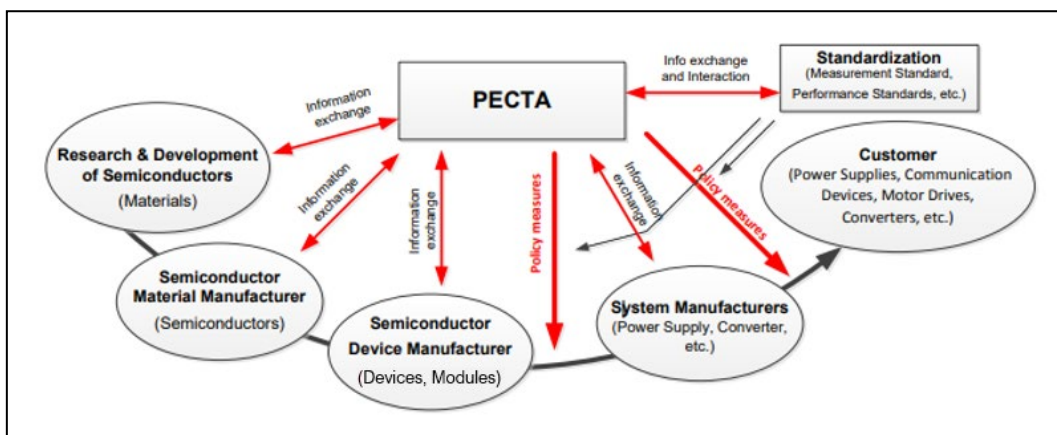 PECTA
Info exchange
and Interaction
Standardization
(Measurement Standard,
Performance Standards, etc.)
Information
exchange
Research & Development
of Semiconductors
(Materials)
Information
exchange
Information
exchange
Policy measures
Information
exchange
Policy measures
Customer
(Power Supplies, Communication
Devices, Motor Drives,
Converters, etc.)
Semiconductor
Material Manufacturer
(Semiconductors)
Semiconductor
Device Manufacturer
(Devices, Modules)
System Manufacturers
(Power Supply, Converter,
etc.)